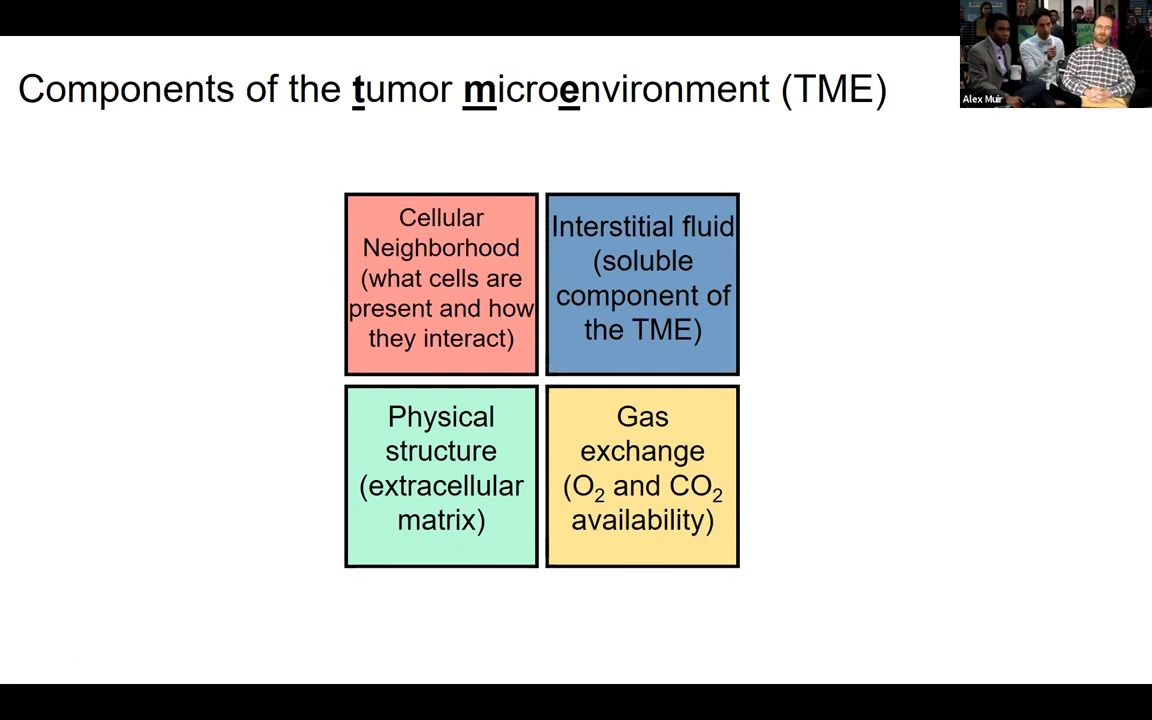 Components of the tumor microenvironment (TME)
Alex Muir
Cellular
Neighborhood
(what cells are
present and how
they interact)
Interstitial fluid
(soluble
component of
the TME)
Physical
structure
(extracellular
matrix)
Gas
exchange
(O₂ and CO₂
availability)